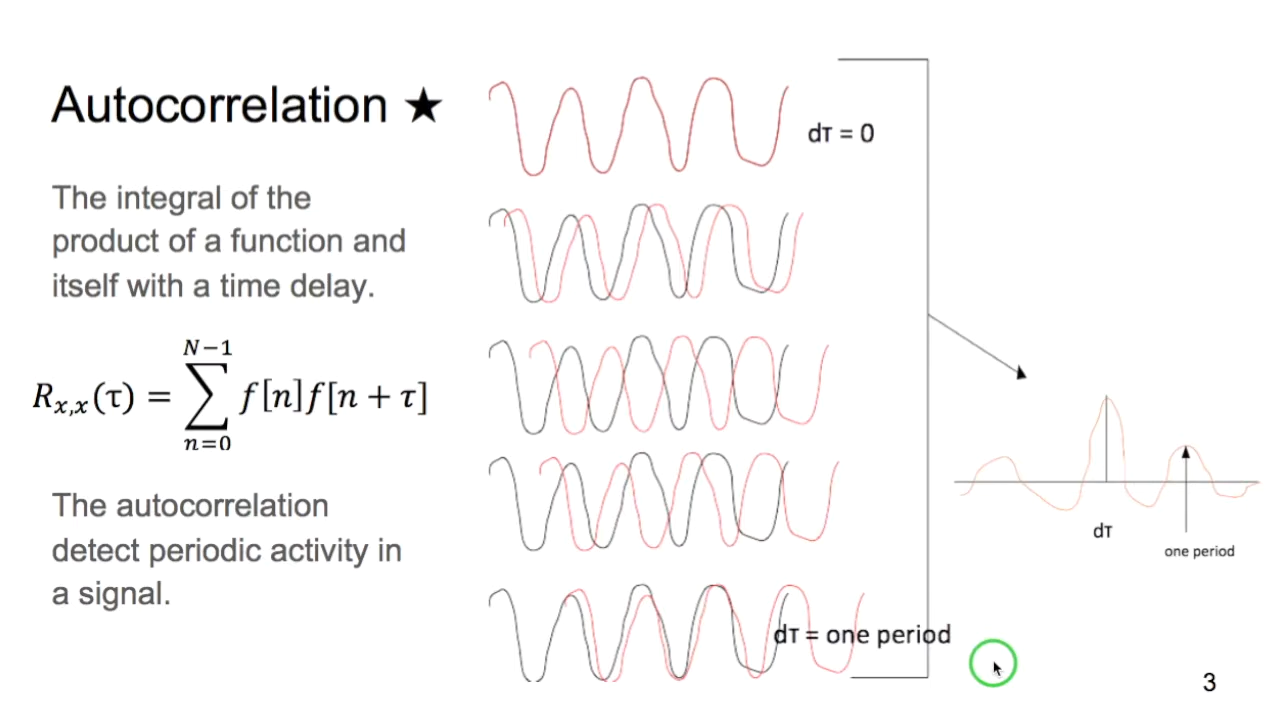 Autocorrelation ★
The integral of the
product of a function and
itself with a time delay.
N−1
R_{x,x}(τ) = ∑ f[n]f[n + τ]
n=0
The autocorrelation
detect periodic activity in
a signal.
dτ = 0
dτ = one period
dτ
one period
3